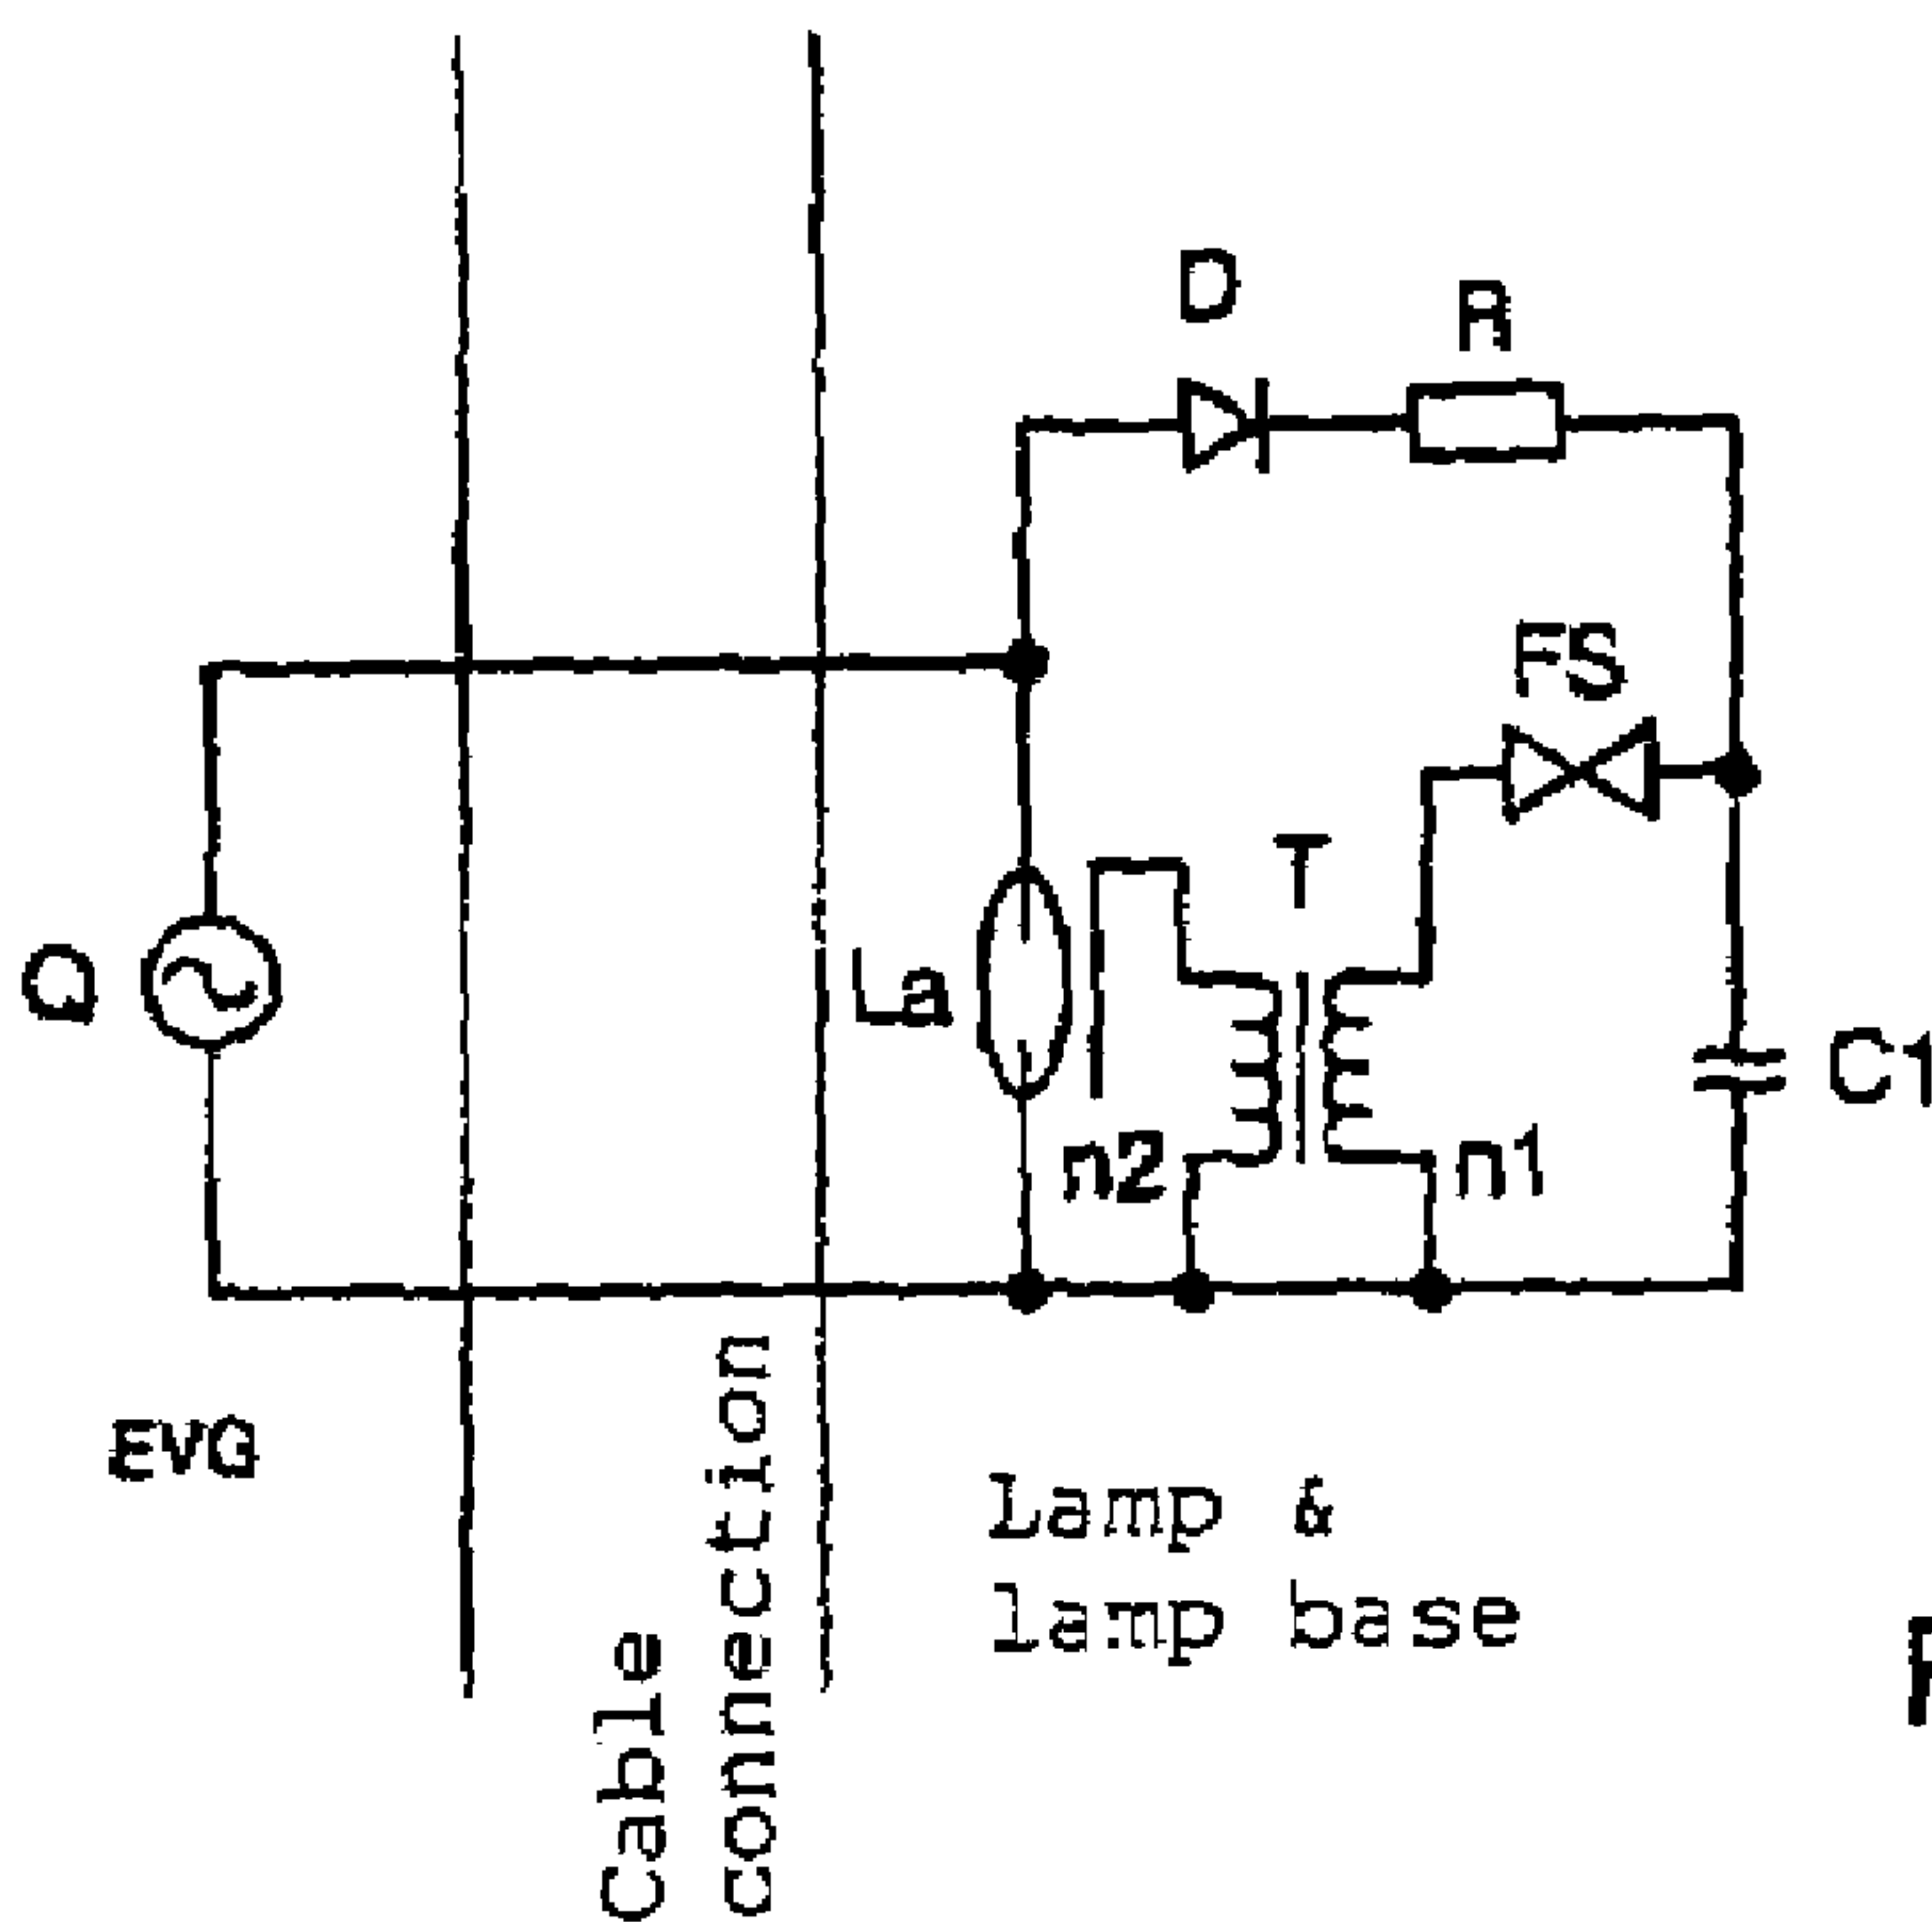 D
R
FS
T
Q
La
C1
n2
n1
EVG
Cable
connection
Lamp &
lamp base